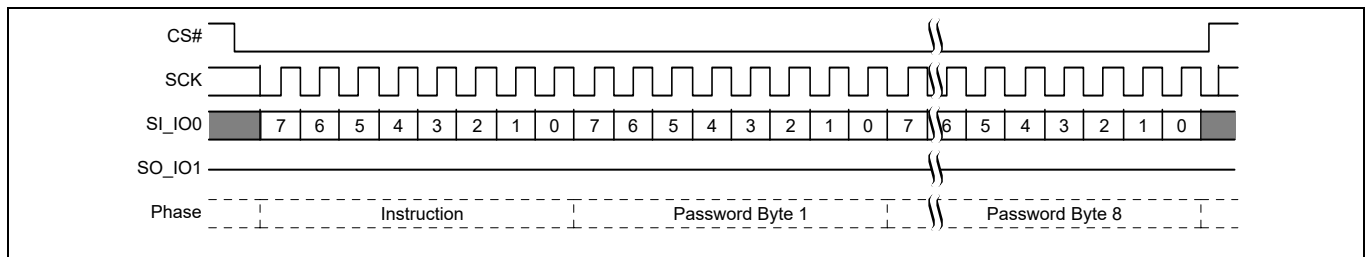 CS#
SCK
SI_IO0 7 6 5 4 3 2 1 0 7 6 5 4 3 2 1 0 7 6 5 4 3 2 1 0
SO_IO1
Phase Instruction Password Byte 1 Password Byte 8